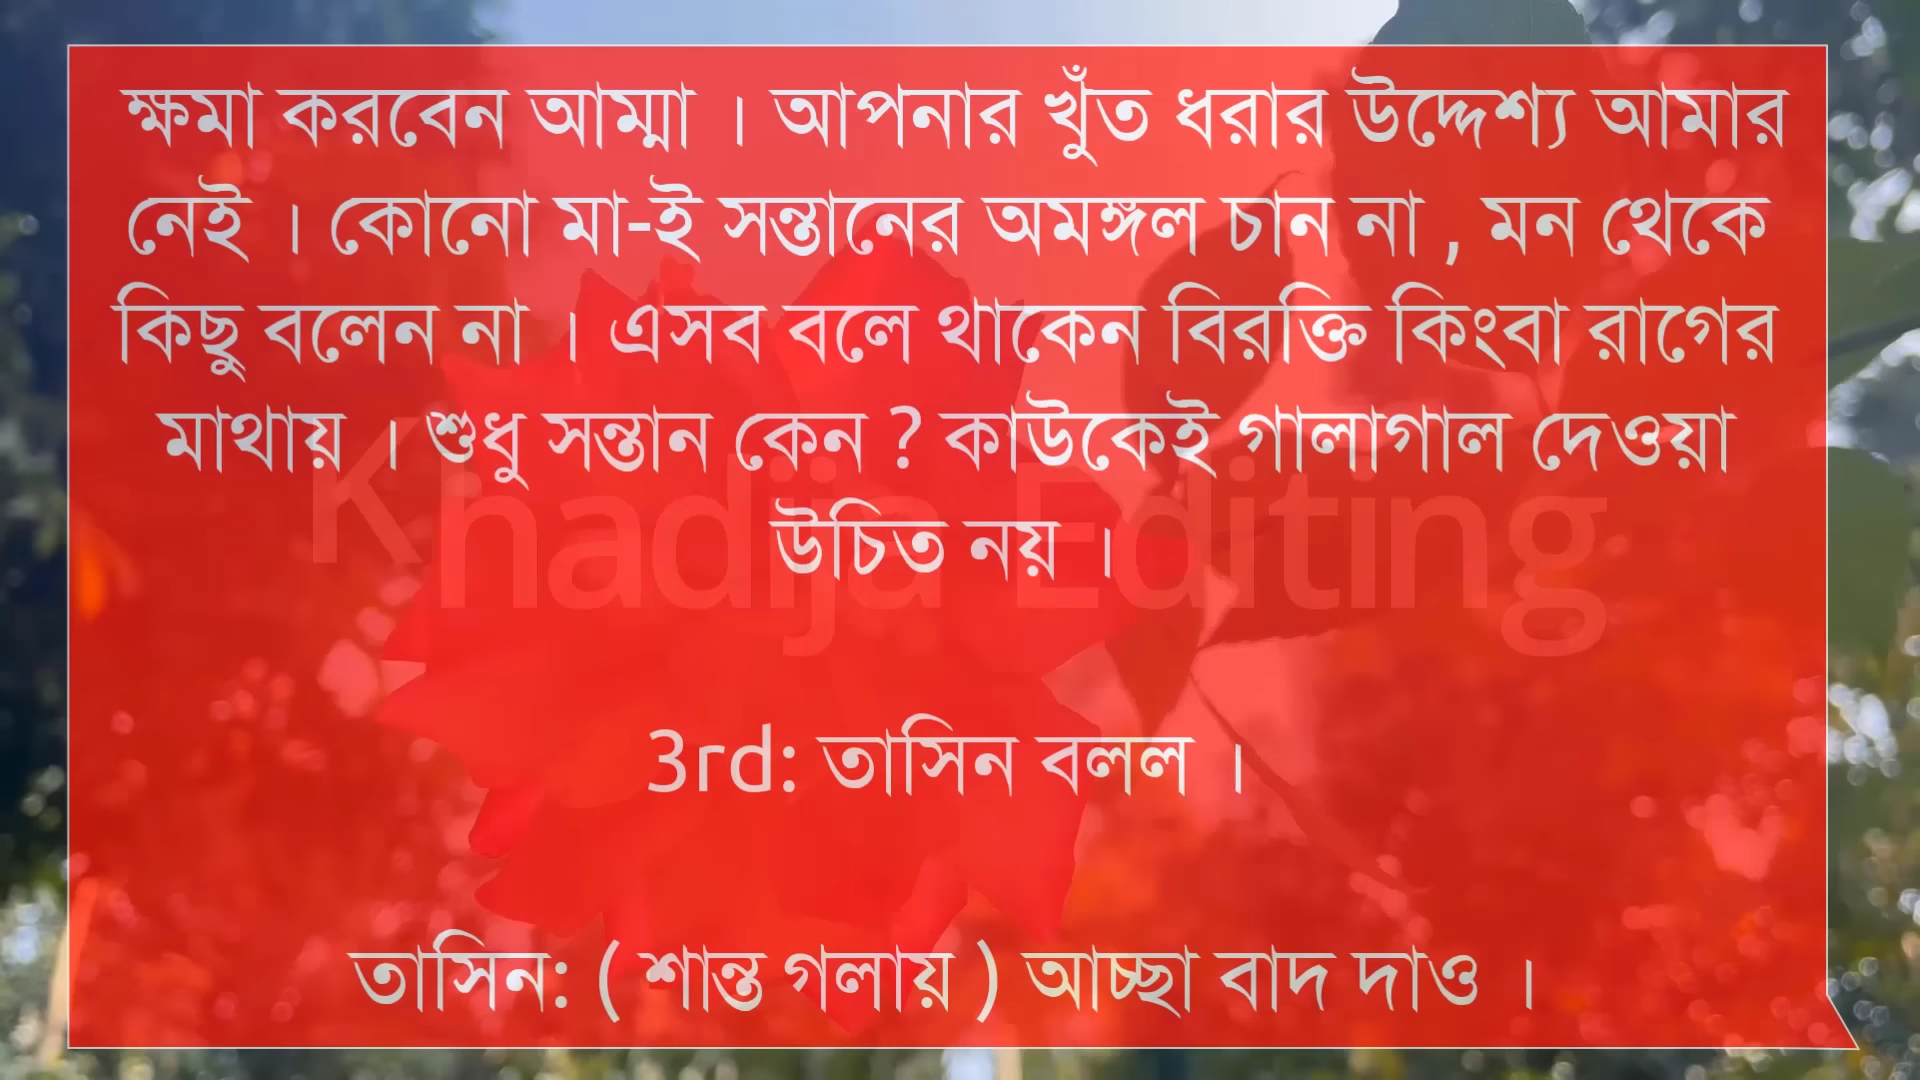 ক্ষমা করবেন আম্মা । আপনার খুঁত ধরার উদ্দেশ্য আমার
নেই । কোনো মা-ই সন্তানের অমঙ্গল চান না , মন থেকে
কিছু বলেন না । এসব বলে থাকেন বিরক্তি কিংবা রাগের
মাথায় । শুধু সন্তান কেন ? কাউকেই গালাগাল দেওয়া
উচিত নয় ।
Khadija Editing
3rd: তাসিন বলল ।
তাসিন: ( শান্ত গলায় ) আচ্ছা বাদ দাও ।